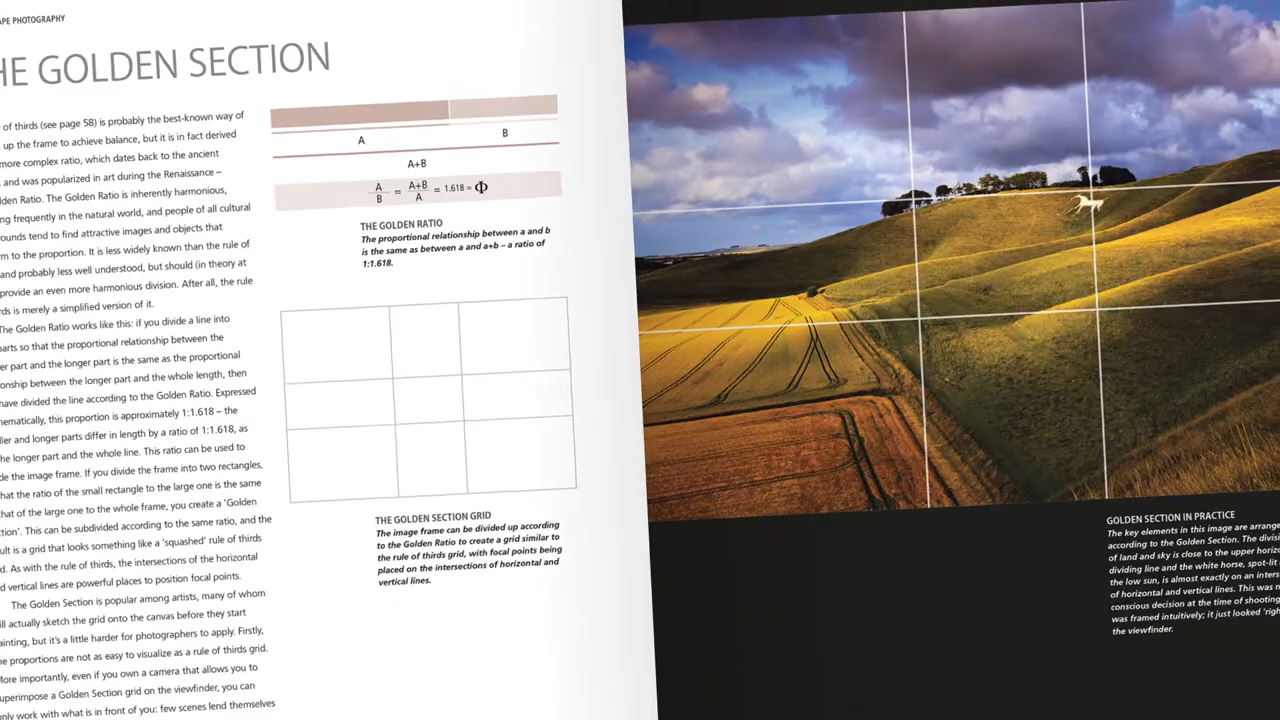 APE PHOTOGRAPHY
HE GOLDEN SECTION
of thirds (see page 58) is probably the best-known way of
up the frame to achieve balance, but it is in fact derived
more complex ratio, which dates back to the ancient
and was popularized in art during the Renaissance –
lden Ratio. The Golden Ratio is inherently harmonious,
ng frequently in the natural world, and people of all cultural
ounds tend to find attractive images and objects that
m to the proportion. It is less widely known than the rule of
and probably less well understood, but should (in theory at
provide an even more harmonious division. After all, the rule
rds is merely a simplified version of it.
The Golden Ratio works like this: if you divide a line into
parts so that the proportional relationship between the
er part and the longer part is the same as the proportional
onship between the longer part and the whole length, then
have divided the line according to the Golden Ratio. Expressed
hematically, this proportion is approximately 1:1.618 – the
ller and longer parts differ in length by a ratio of 1:1.618, as
he longer part and the whole line. This ratio can be used to
de the image frame. If you divide the frame into two rectangles,
hat the ratio of the small rectangle to the large one is the same
that of the large one to the whole frame, you create a 'Golden
ction'. This can be subdivided according to the same ratio, and the
ult is a grid that looks something like a 'squashed' rule of thirds
d. As with the rule of thirds, the intersections of the horizontal
d vertical lines are powerful places to position focal points.
The Golden Section is popular among artists, many of whom
ill actually sketch the grid onto the canvas before they start
ainting, but it's a little harder for photographers to apply. Firstly,
he proportions are not as easy to visualize as a rule of thirds grid.
More importantly, even if you own a camera that allows you to
uperimpose a Golden Section grid on the viewfinder, you can
only work with what is in front of you: few scenes lend themselves
A B
A+B
A/B = A+B/A = 1.618 = Φ
THE GOLDEN RATIO
The proportional relationship between a and b
is the same as between a and a+b – a ratio of
1:1.618.
THE GOLDEN SECTION GRID
The image frame can be divided up according
to the Golden Ratio to create a grid similar to
the rule of thirds grid, with focal points being
placed on the intersections of horizontal and
vertical lines.
GOLDEN SECTION IN PRACTICE
The key elements in this image are arrange
according to the Golden Section. The divisi
of land and sky is close to the upper horizo
dividing line and the white horse, spot-lit
the low sun, is almost exactly on an inters
of horizontal and vertical lines. This was n
conscious decision at the time of shooting
was framed intuitively; it just looked 'righ
the viewfinder.